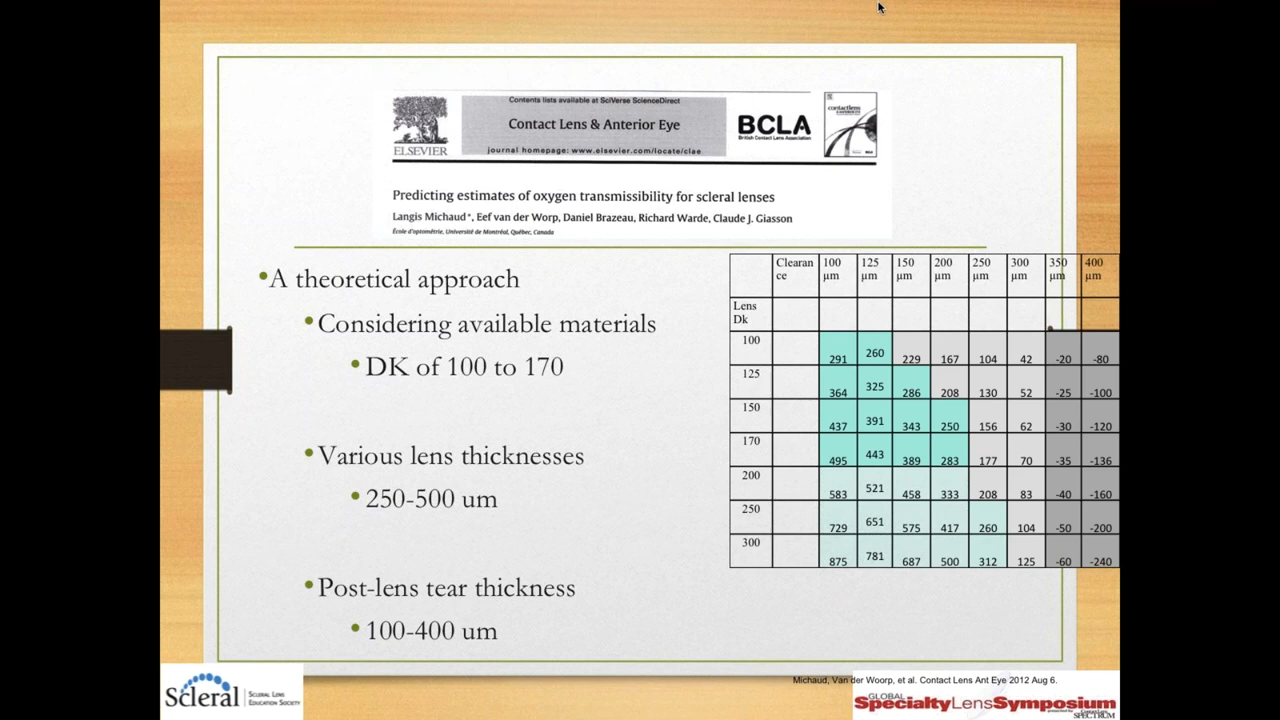 Contents lists available at SciVerse ScienceDirect
Contact Lens & Anterior Eye
journal homepage: www.elsevier.com/locate/clae
ELSEVIER
BCLA
British Contact Lens Association
contactlens
Predicting estimates of oxygen transmissibility for scleral lenses
Langis Michaud*, Eef van der Worp, Daniel Brazeau, Richard Warde, Claude J. Giasson
École d'optométrie, Université de Montréal, Québec, Canada
•A theoretical approach
•Considering available materials
•DK of 100 to 170
•Various lens thicknesses
•250-500 um
•Post-lens tear thickness
•100-400 um
Clearan 100 125 150 200 250 300 350 400
ce µm µm µm µm µm µm µm µm
Lens
Dk
100 291 260 229 167 104 42 -20 -80
125 364 325 286 208 130 52 -25 -100
150 437 391 343 250 156 62 -30 -120
170 495 443 389 283 177 70 -35 -136
200 583 521 458 333 208 83 -40 -160
250 729 651 575 417 260 104 -50 -200
300 875 781 687 500 312 125 -60 -240
Michaud, Van der Woorp, et al. Contact Lens Ant Eye 2012 Aug 6.
Scleral
SCLERAL LENS
EDUCATION SOCIETY
GLOBAL
SpecialtyLensSymposium
SPECTRUM